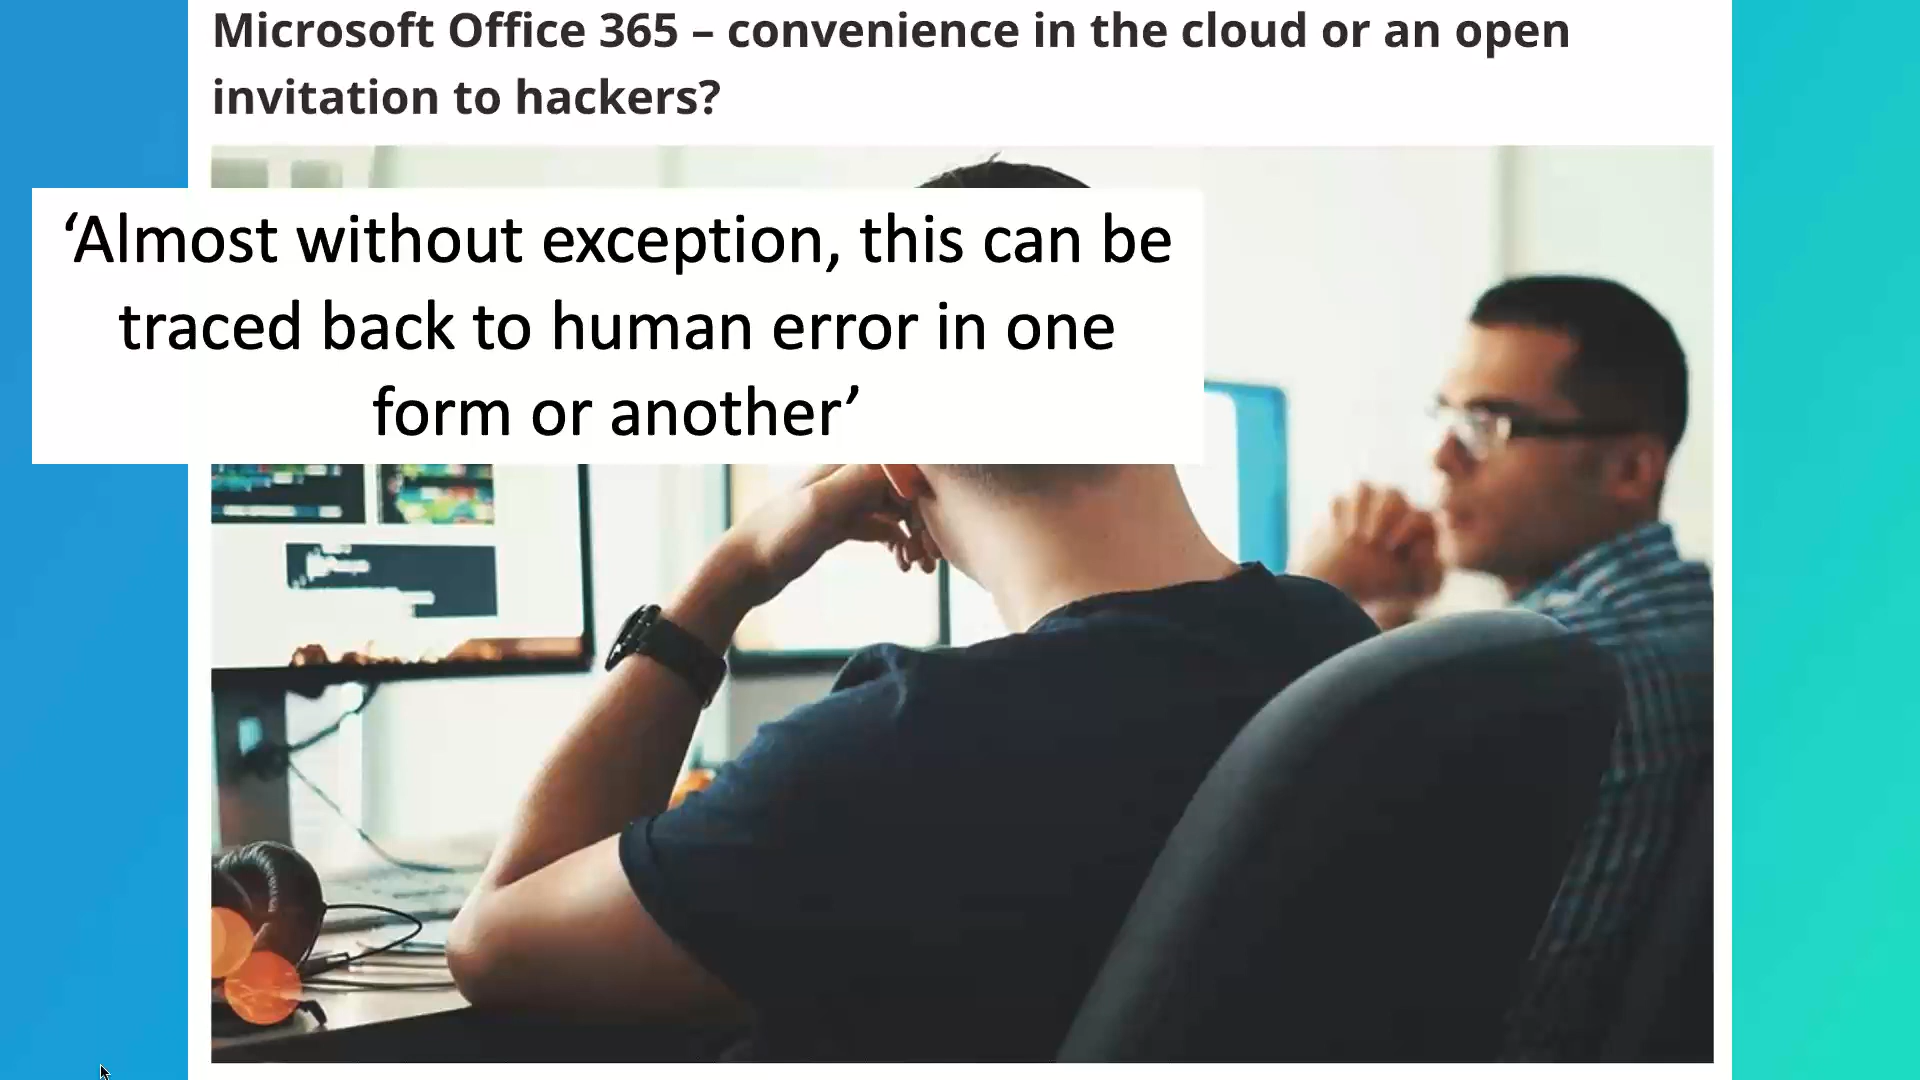 Microsoft Office 365 – convenience in the cloud or an open
invitation to hackers?
‘Almost without exception, this can be
traced back to human error in one
form or another’